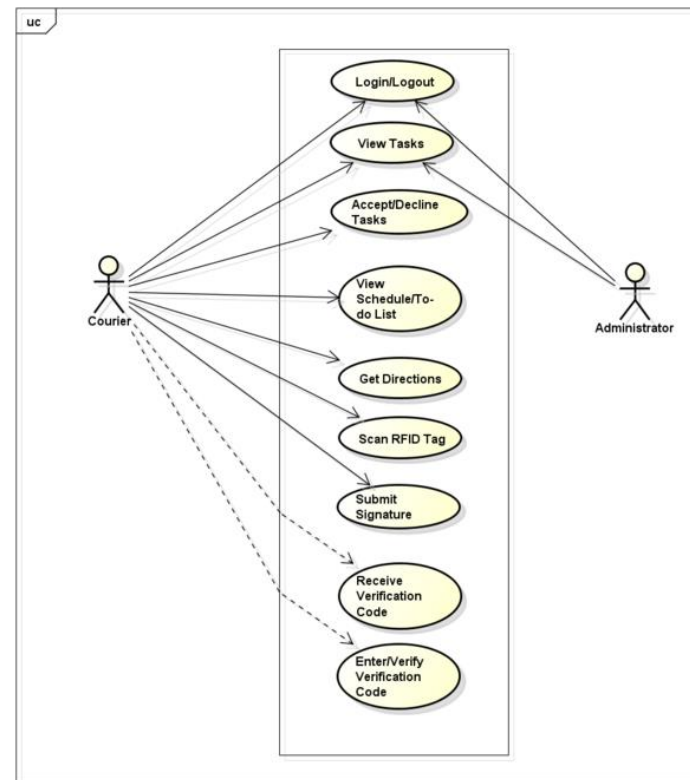 uc
Login/Logout
View Tasks
Accept/Decline
Tasks
View
Schedule/To-
do List
Courier
Administrator
Get Directions
Scan RFID Tag
Submit
Signature
Receive
Verification
Code
Enter/Verify
Verification
Code